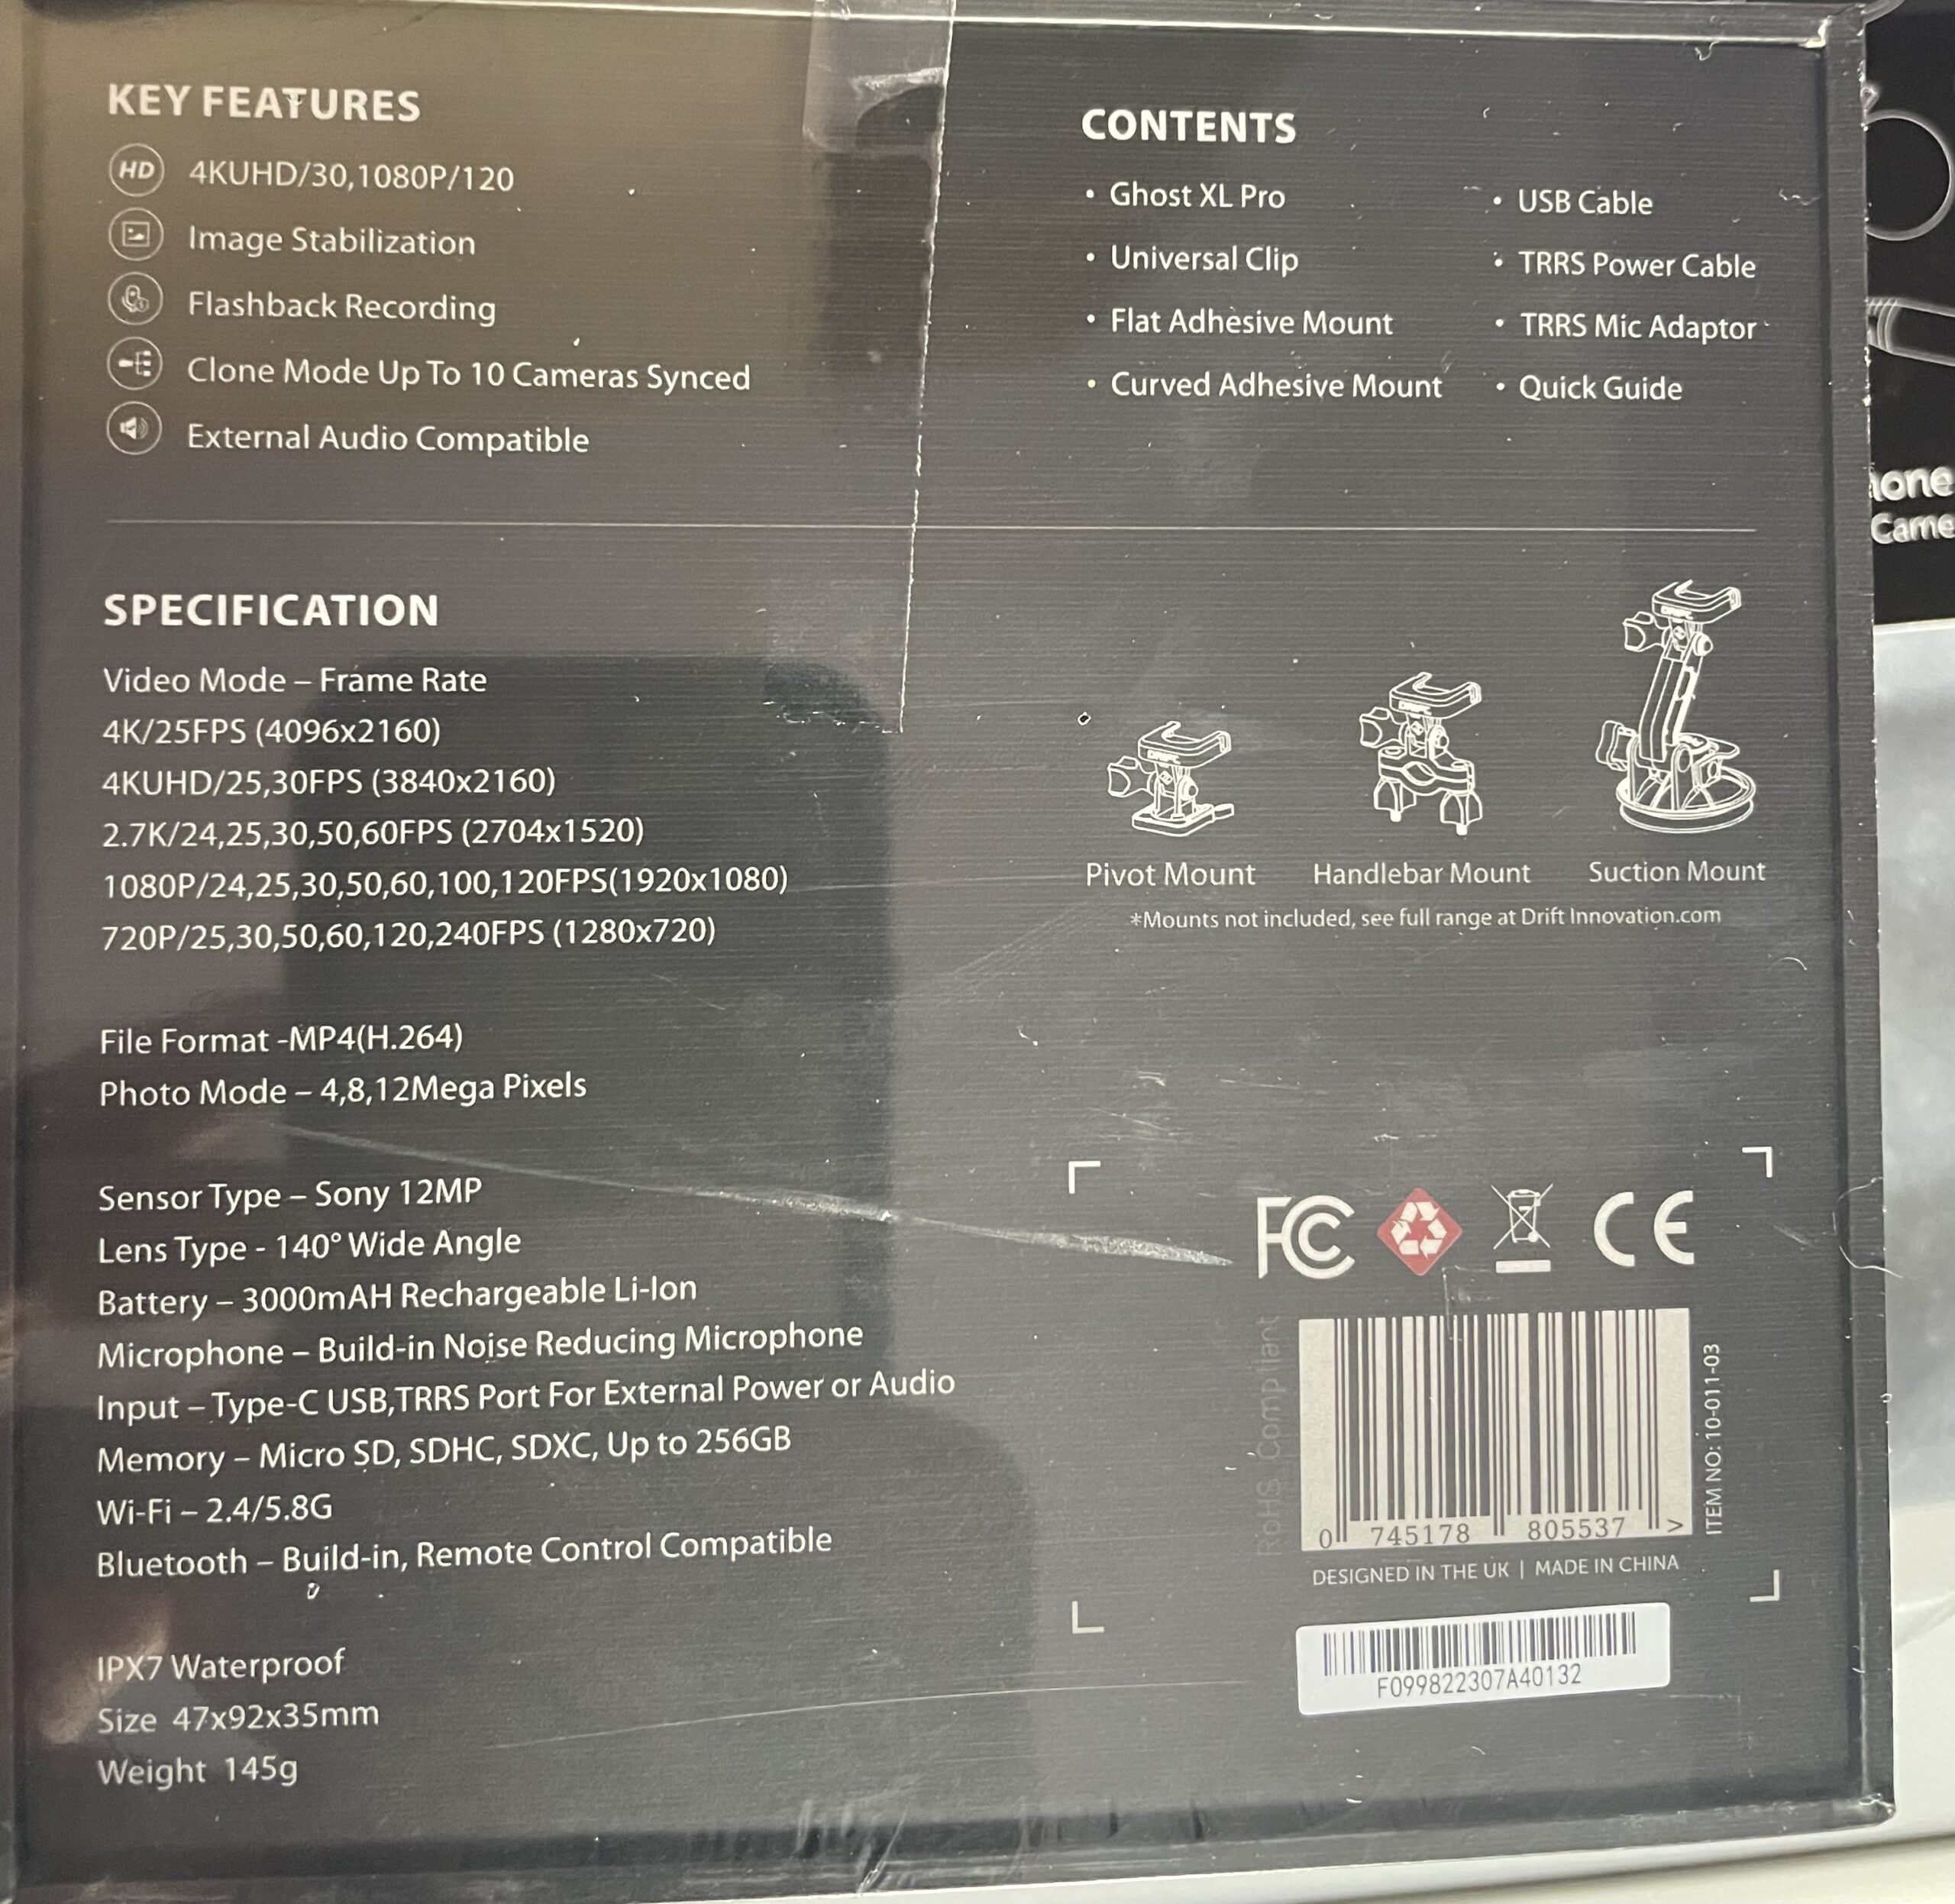 KEY FEATURES
HD 4KUHD/30,1080P/120
Image Stabilization
Flashback Recording
Clone Mode Up To 10 Cameras Synced
External Audio Compatible
CONTENTS
• Ghost XL Pro
• Universal Clip
• Flat Adhesive Mount
• Curved Adhesive Mount
• USB Cable
• TRRS Power Cable
• TRRS Mic Adaptor
• Quick Guide
SPECIFICATION
Video Mode – Frame Rate
4K/25FPS (4096x2160)
4KUHD/25,30FPS (3840x2160)
2.7K/24,25,30,50,60FPS (2704x1520)
1080P/24,25,30,50,60,100,120FPS(1920x1080)
720P/25,30,50,60,120,240FPS (1280x720)
File Format -MP4(H.264)
Photo Mode – 4,8,12Mega Pixels
Sensor Type – Sony 12MP
Lens Type - 140° Wide Angle
Battery – 3000mAH Rechargeable Li-Ion
Microphone – Build-in Noise Reducing Microphone
Input – Type-C USB,TRRS Port For External Power or Audio
Memory – Micro SD, SDHC, SDXC, Up to 256GB
Wi-Fi – 2.4/5.8G
Bluetooth – Build-in, Remote Control Compatible
IPX7 Waterproof
Size 47x92x35mm
Weight 145g
Pivot Mount
Handlebar Mount
Suction Mount
*Mounts not included, see full range at Drift Innovation.com
FC CE
RoHS Compliant
0 745178 805537 >
ITEM NO: 10-011-03
DESIGNED IN THE UK | MADE IN CHINA
F099822307A40132